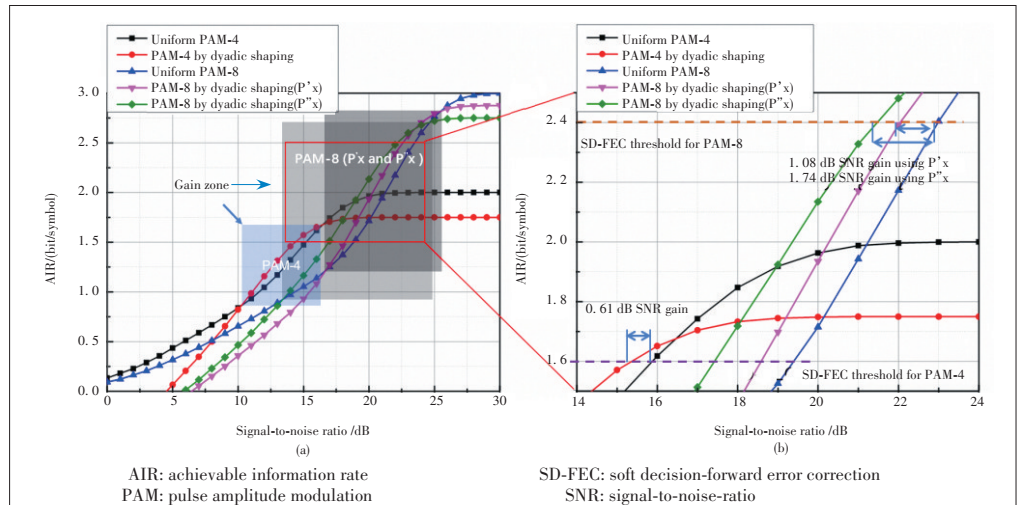 Uniform PAM-4
PAM-4 by dyadic shaping
Uniform PAM-8
PAM-8 by dyadic shaping(P'x)
PAM-8 by dyadic shaping(P"x)
3.0
2.5
2.0
1.5
1.0
0.5
0.0
AIR/(bit/symbol)
Gain zone
PAM-8 (P'x and P'x )
PAM-4
0
5
10
15
20
25
30
Signal-to-noise ratio /dB
(a)
Uniform PAM-4
PAM-4 by dyadic shaping
Uniform PAM-8
PAM-8 by dyadic shaping(P'x)
PAM-8 by dyadic shaping(P"x)
2.4
2.2
2.0
1.8
1.6
AIR/(bit/symbol)
SD-FEC threshold for PAM-8
1.08 dB SNR gain using P'x
1.74 dB SNR gain using P"x
0.61 dB SNR gain
SD-FEC threshold for PAM-4
14
16
18
20
22
24
Signal-to-noise ratio /dB
(b)
AIR: achievable information rate
PAM: pulse amplitude modulation
SD-FEC: soft decision-forward error correction
SNR: signal-to-noise-ratio